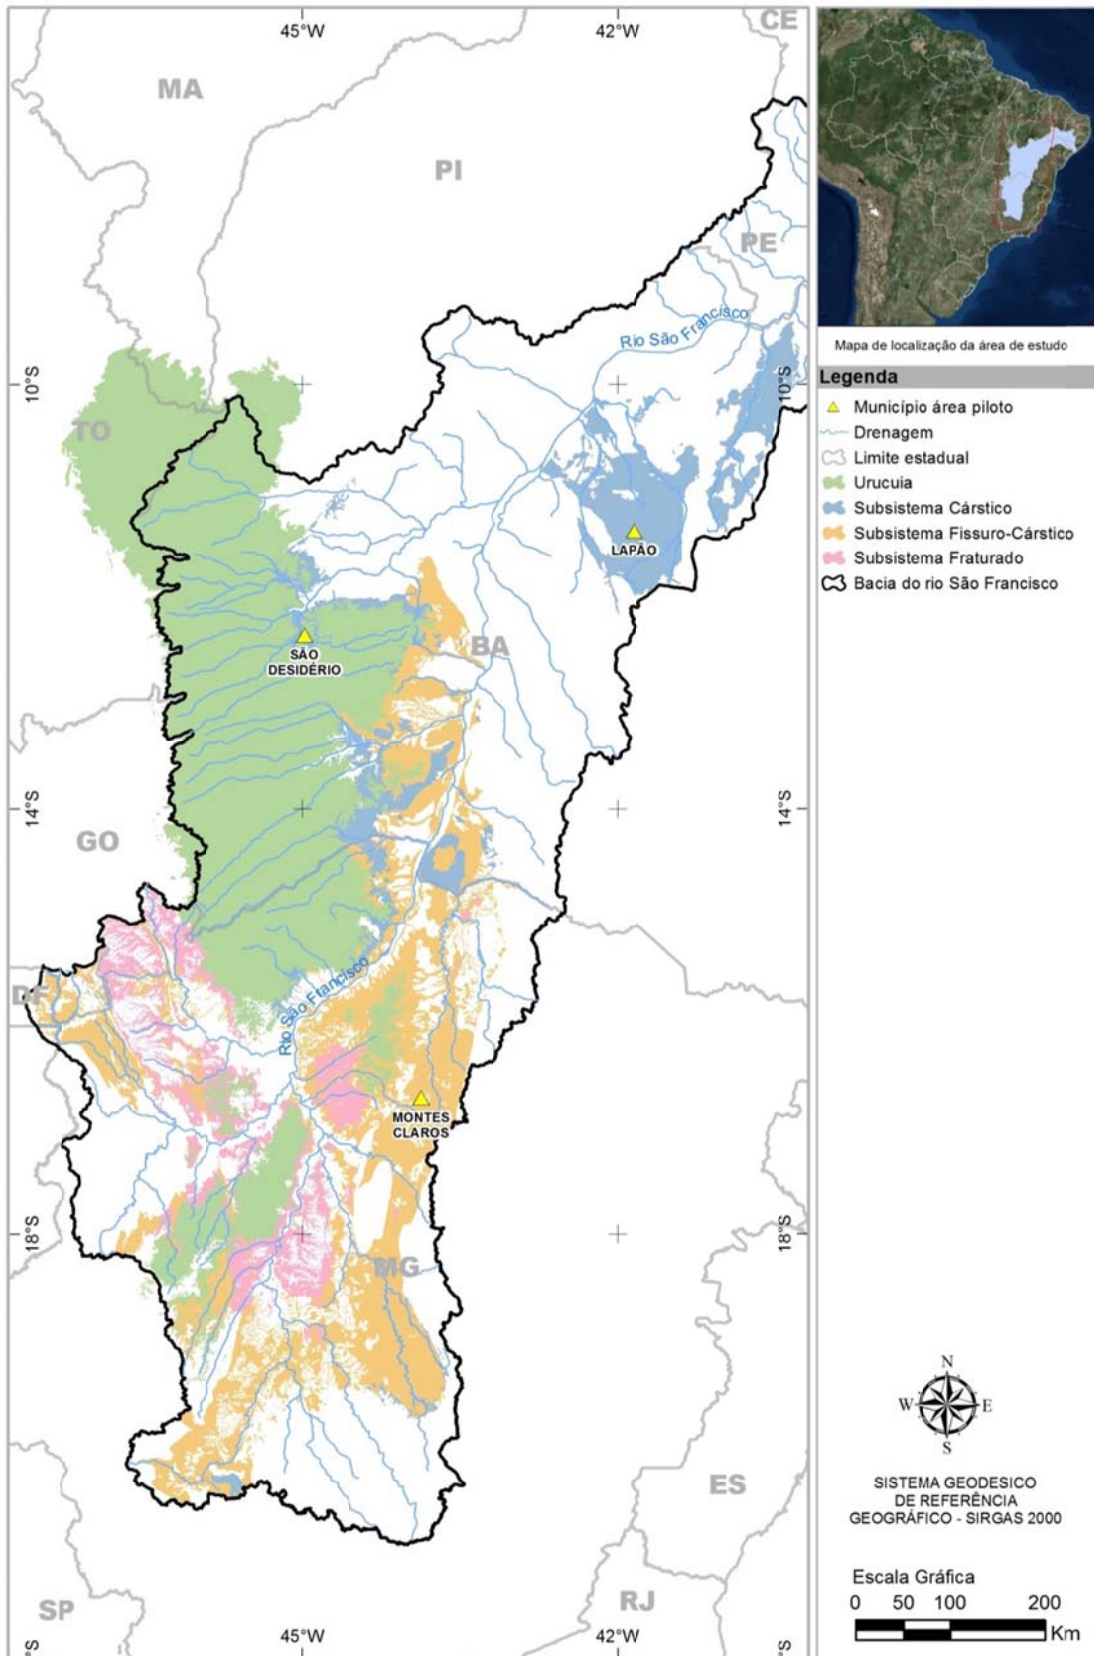 45°W
42°W
CE
MA
PI
PE
Rio São Francisco
10°S
10°S
TO
LAPÃO
BA
SÃO
DESIDÉRIO
14°S
14°S
GO
DF
Rio São Francisco
MONTES
CLAROS
18°S
18°S
MG
ES
RJ
SP
°S
°S
45°W
42°W
Mapa de localização da área de estudo
Legenda
Município área piloto
Drenagem
Limite estadual
Urucuia
Subsistema Cárstico
Subsistema Fissuro-Cárstico
Subsistema Fraturado
Bacia do rio São Francisco
N
W E
S
SISTEMA GEODESICO
DE REFERÊNCIA
GEOGRÁFICO - SIRGAS 2000
Escala Gráfica
0 50 100 200
Km